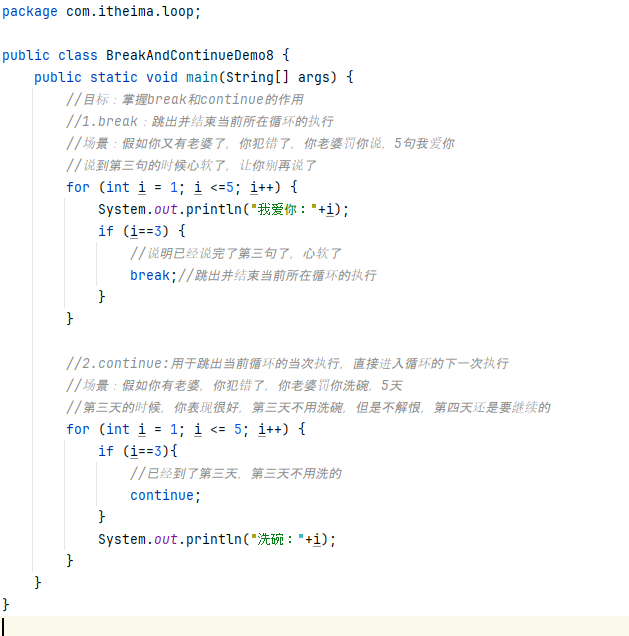 package com.itheima.loop;

public class BreakAndContinueDemo8 {
    public static void main(String[] args) {
        //目标：掌握break和continue的作用
        //1.break：跳出并结束当前所在循环的执行
        //场景：假如你又有老婆了，你犯错了，你老婆罚你说，5句我爱你
        //说到第三句的时候心软了，让你别再说了
        for (int i = 1; i <=5; i++) {
            System.out.println("我爱你："+i);
            if (i==3) {
                //说明已经说完了第三句了，心软了
                break;//跳出并结束当前所在循环的执行
            }
        }

        //2.continue:用于跳出当前循环的当次执行，直接进入循环的下一次执行
        //场景：假如你有老婆，你犯错了，你老婆罚你洗碗，5天
        //第三天的时候，你表现很好，第三天不用洗碗，但是不解恨，第四天还是要继续的
        for (int i = 1; i <= 5; i++) {
            if (i==3){
                //已经到了第三天，第三天不用洗的
                continue;
            }
            System.out.println("洗碗："+i);
        }
    }
}